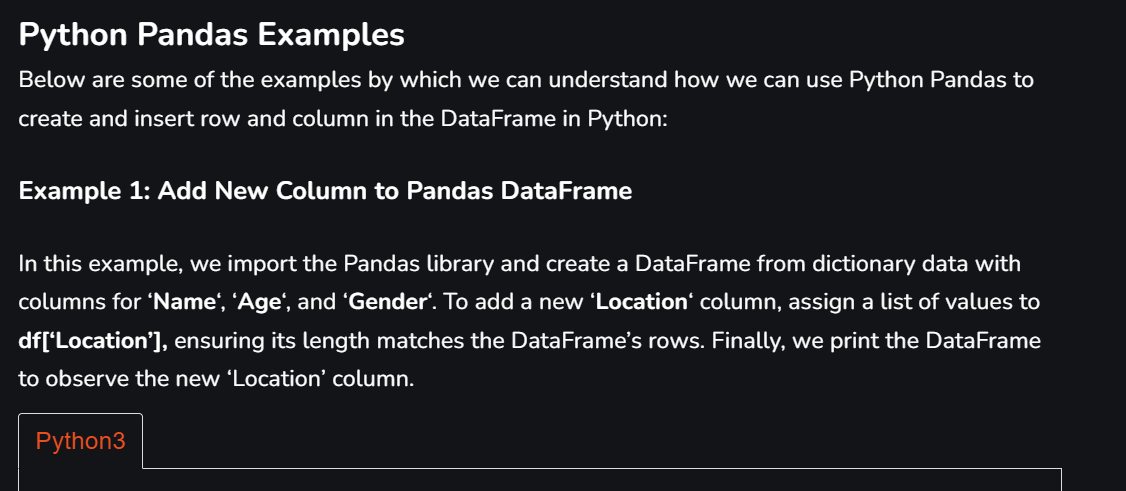 Python Pandas Examples
Below are some of the examples by which we can understand how we can use Python Pandas to
create and insert row and column in the DataFrame in Python:
Example 1: Add New Column to Pandas DataFrame
In this example, we import the Pandas library and create a DataFrame from dictionary data with
columns for ‘Name‘, ‘Age‘, and ‘Gender‘. To add a new ‘Location‘ column, assign a list of values to
df[‘Location’], ensuring its length matches the DataFrame’s rows. Finally, we print the DataFrame
to observe the new ‘Location’ column.
Python3